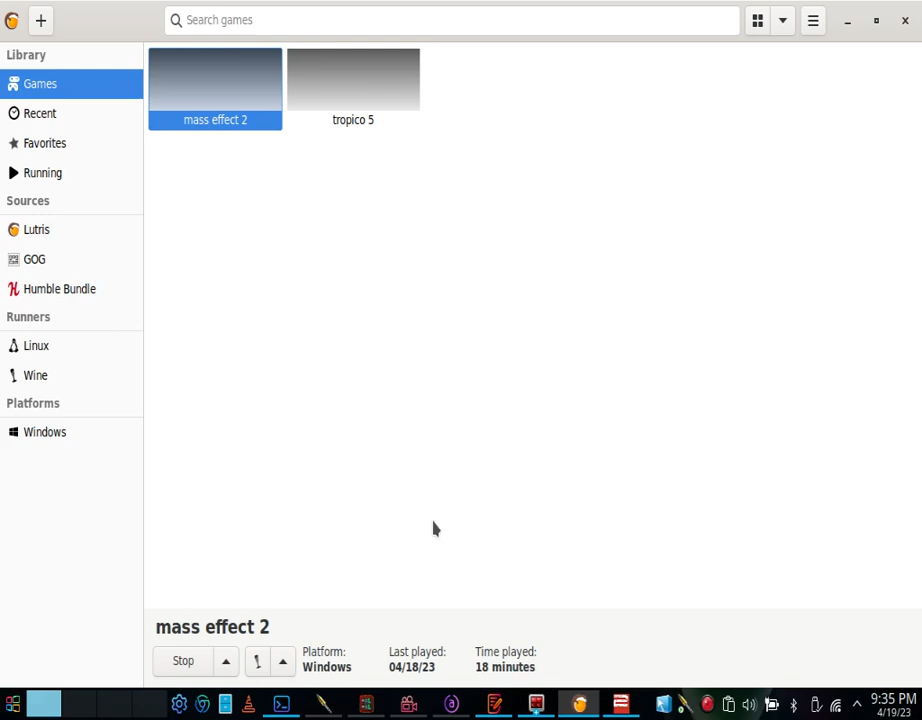 Search games
Library
Games
Recent
Favorites
Running
Sources
Lutris
GOG
Humble Bundle
Runners
Linux
Wine
Platforms
Windows
mass effect 2
tropico 5
mass effect 2
Stop
Platform:
Windows
Last played:
04/18/23
Time played:
18 minutes
9:35 PM
4/19/23